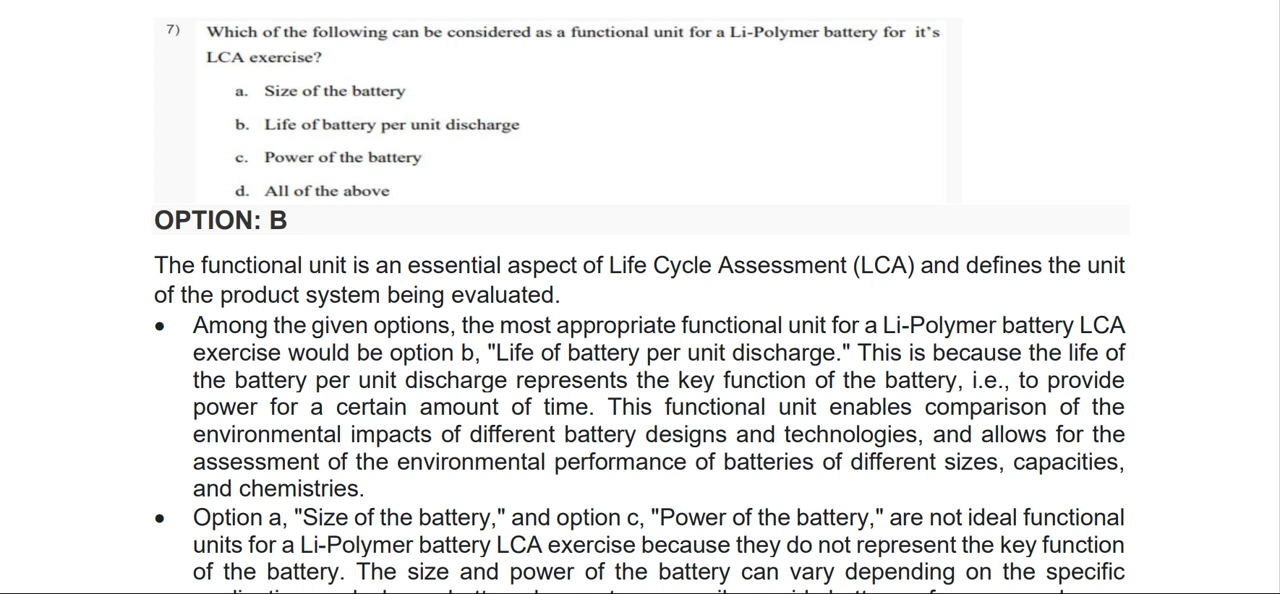 7) Which of the following can be considered as a functional unit for a Li-Polymer battery for it's
LCA exercise?
a. Size of the battery
b. Life of battery per unit discharge
c. Power of the battery
d. All of the above
OPTION: B
The functional unit is an essential aspect of Life Cycle Assessment (LCA) and defines the unit
of the product system being evaluated.
• Among the given options, the most appropriate functional unit for a Li-Polymer battery LCA
exercise would be option b, "Life of battery per unit discharge." This is because the life of
the battery per unit discharge represents the key function of the battery, i.e., to provide
power for a certain amount of time. This functional unit enables comparison of the
environmental impacts of different battery designs and technologies, and allows for the
assessment of the environmental performance of batteries of different sizes, capacities,
and chemistries.
• Option a, "Size of the battery," and option c, "Power of the battery," are not ideal functional
units for a Li-Polymer battery LCA exercise because they do not represent the key function
of the battery. The size and power of the battery can vary depending on the specific